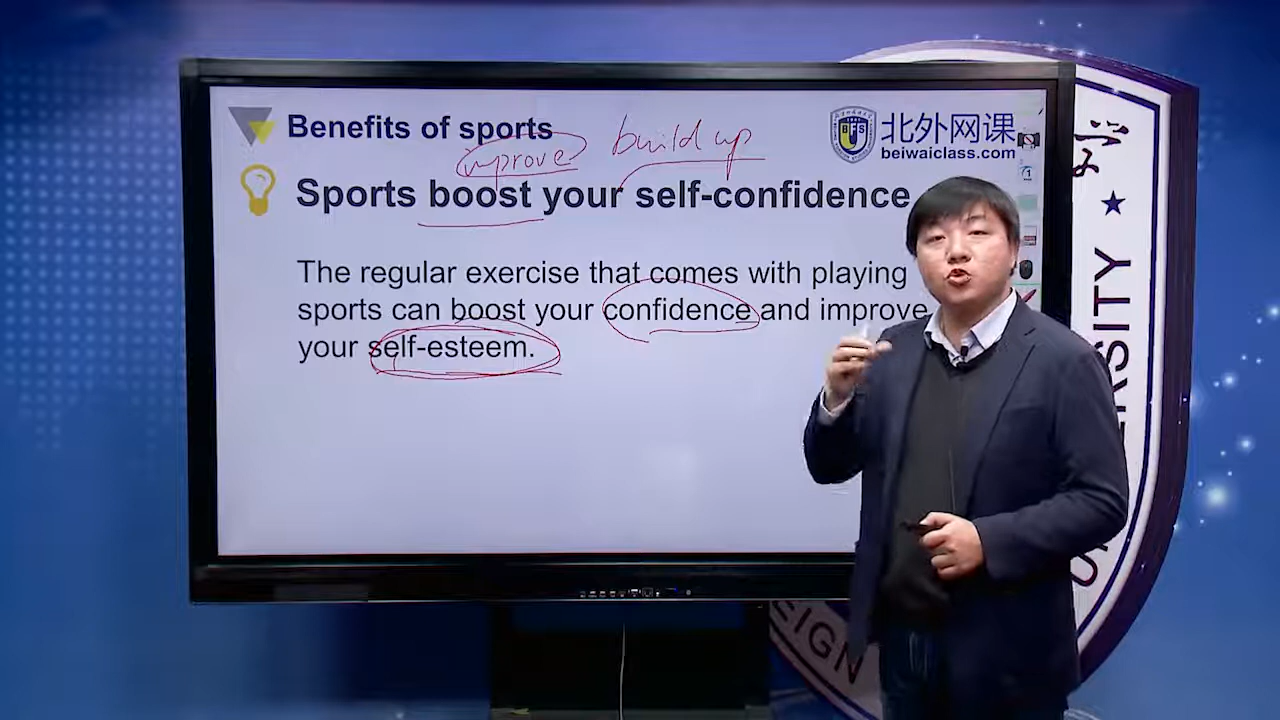 Benefits of sports
improve build up
北外网课
beiwaiclass.com
Sports boost your self-confidence
The regular exercise that comes with playing
sports can boost your confidence and improve
your self-esteem.